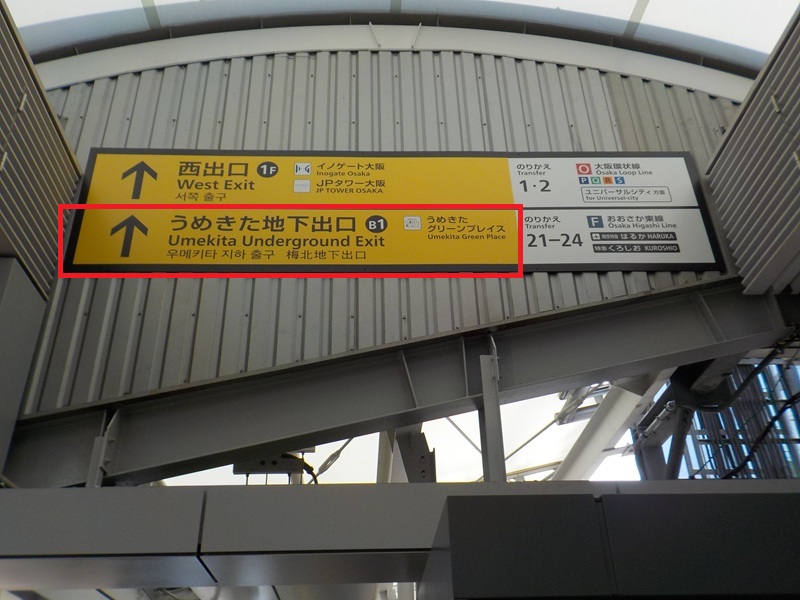 西出口 1F
West Exit
서쪽 출구
イノゲート大阪
Inogate Osaka
JPタワー大阪
JP TOWER OSAKA
のりかえ
Transfer
1・2
O 大阪環状線
Osaka Loop Line
P Q R S
ユニバーサルシティ 方面
for Universal-city
うめきた地下出口 B1
Umekita Underground Exit
우메키타 지하 출구 梅北地下出口
うめきた
グリーンプレイス
Umekita Green Place
のりかえ
Transfer
21-24
F おおさか東線
Osaka Higashi Line
はるか HARUKA
特急 くろしお KUROSHIO